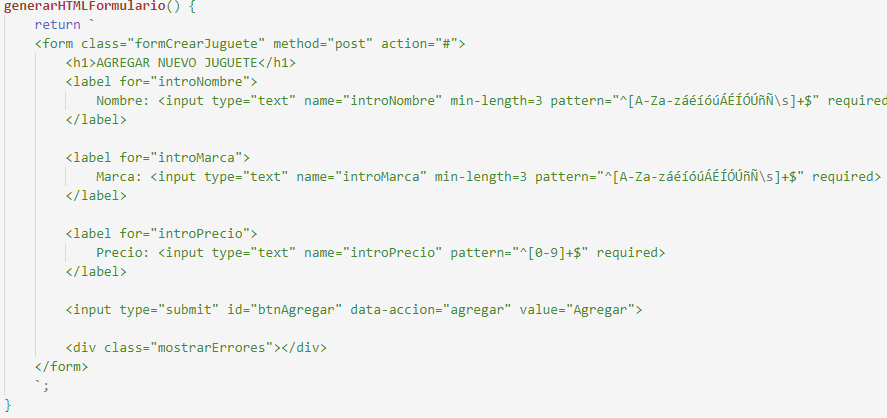 generarHTMLFormulario() {
return `
<form class="formCrearJuguete" method="post" action="#">
<h1>AGREGAR NUEVO JUGUETE</h1>
<label for="introNombre">
Nombre: <input type="text" name="introNombre" min-length=3 pattern="^[A-Za-záéíóúÁÉÍÓÚñÑ\s]+$" required
</label>
<label for="introMarca">
Marca: <input type="text" name="introMarca" min-length=3 pattern="^[A-Za-záéíóúÁÉÍÓÚñÑ\s]+$" required>
</label>
<label for="introPrecio">
Precio: <input type="text" name="introPrecio" pattern="^[0-9]+$" required>
</label>
<input type="submit" id="btnAgregar" data-accion="agregar" value="Agregar">
<div class="mostrarErrores"></div>
</form>
`;
}